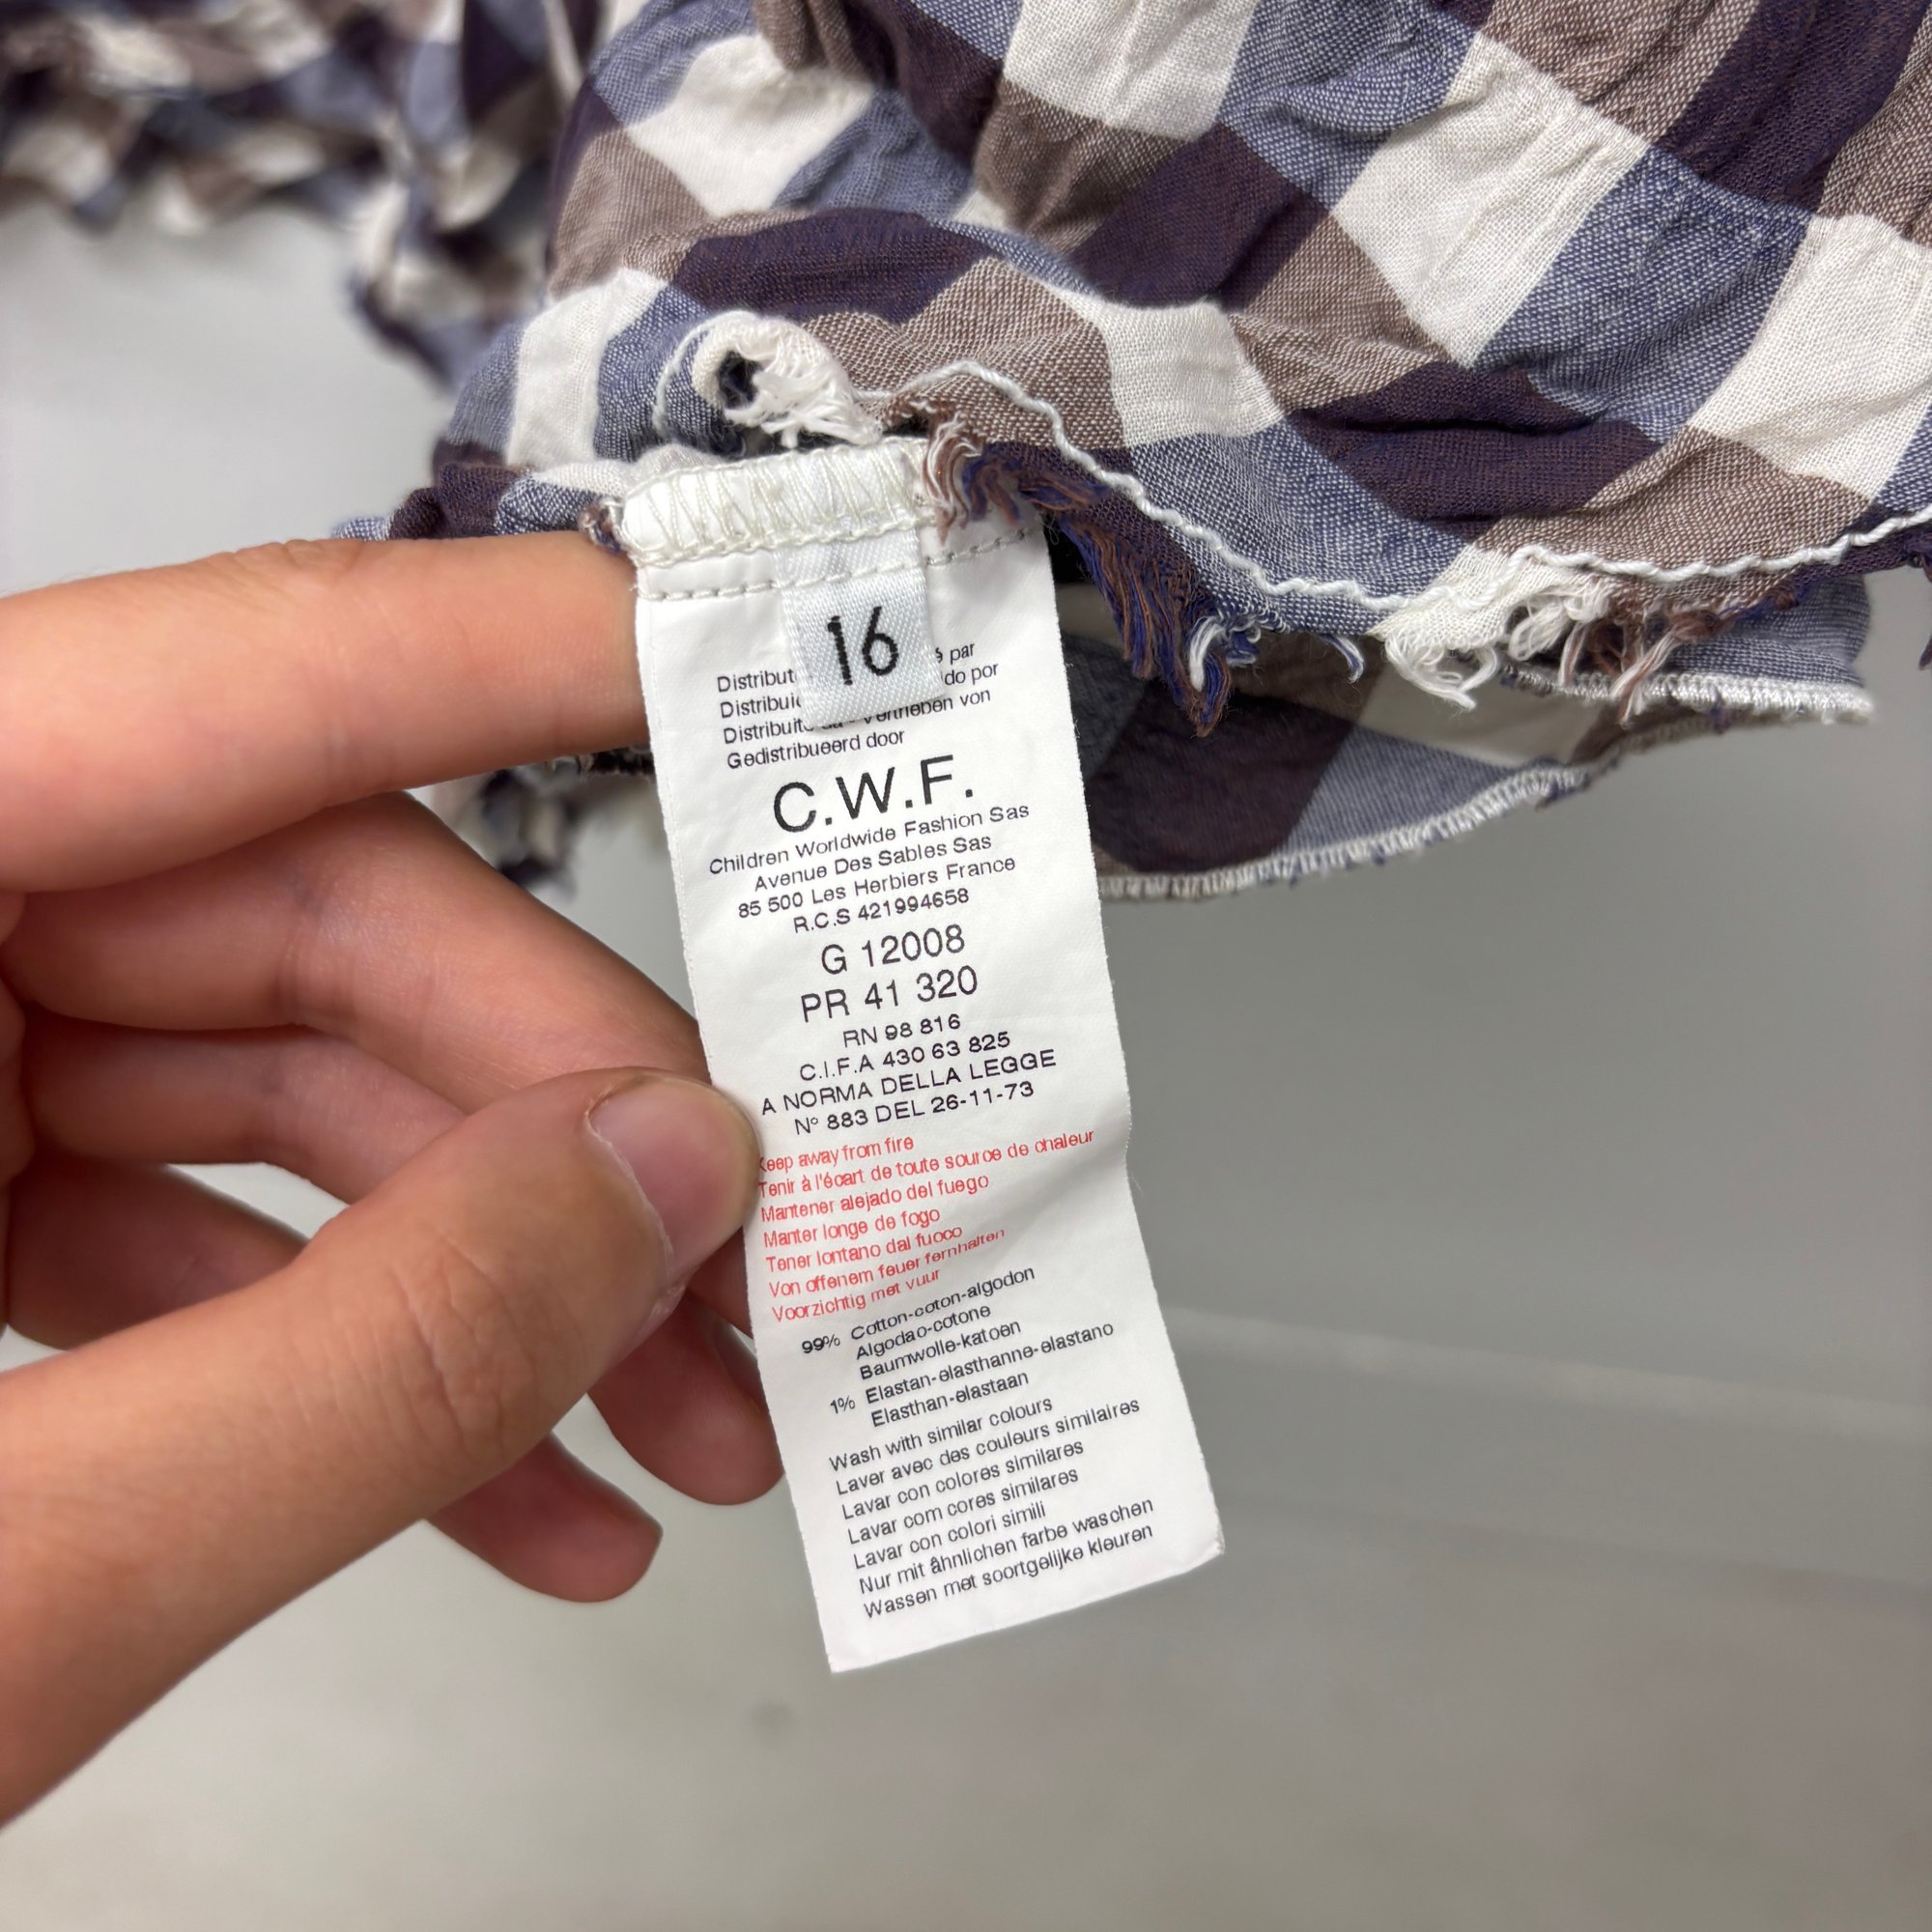 16
par
do por
Vertrieben von
Gedistribueerd door
C.W.F.
Children Worldwide Fashion Sas
Avenue Des Sables Sas
85 500 Les Herbiers France
R.C.S 421994658
G 12008
PR 41 320
RN 98 816
C.I.F.A 430 63 825
A NORMA DELLA LEGGE
N° 883 DEL 26-11-73
Keep away from fire
Tenir à l'écart de toute source de chaleur
Mantener alejado del fuego
Manter longe de fogo
Tener lontano dal fuoco
Von offenem feuer fernhalten
Voorzichtig met vuur
99% Cotton-coton-algodon
Algodao-cotone
Baumwolle-katoen
1% Elastan-elasthanne-elastano
Elasthan-elastaan
Wash with similar colours
Laver avec des couleurs similaires
Lavar con colores similares
Lavar com cores similares
Lavar con colori simili
Nur mit âhnlichen farbe waschen
Wassen met soortgelijke kleuren